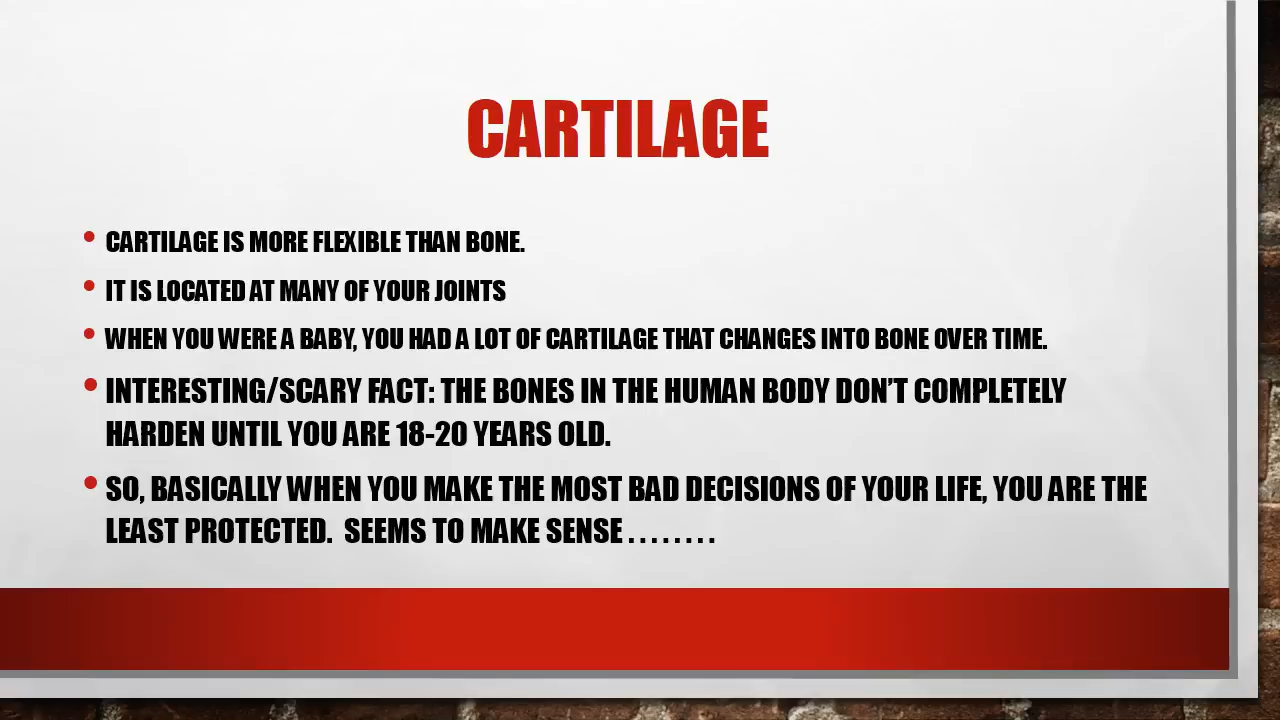 CARTILAGE
• CARTILAGE IS MORE FLEXIBLE THAN BONE.
• IT IS LOCATED AT MANY OF YOUR JOINTS
• WHEN YOU WERE A BABY, YOU HAD A LOT OF CARTILAGE THAT CHANGES INTO BONE OVER TIME.
• INTERESTING/SCARY FACT: THE BONES IN THE HUMAN BODY DON’T COMPLETELY
HARDEN UNTIL YOU ARE 18-20 YEARS OLD.
• SO, BASICALLY WHEN YOU MAKE THE MOST BAD DECISIONS OF YOUR LIFE, YOU ARE THE
LEAST PROTECTED.  SEEMS TO MAKE SENSE . . . . . . . .